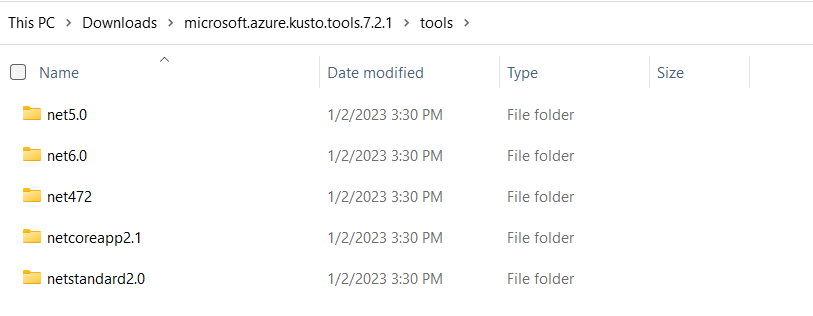 This PC > Downloads > microsoft.azure.kusto.tools.7.2.1 > tools >
Name Date modified Type Size
net5.0 1/2/2023 3:30 PM File folder
net6.0 1/2/2023 3:30 PM File folder
net472 1/2/2023 3:30 PM File folder
netcoreapp2.1 1/2/2023 3:30 PM File folder
netstandard2.0 1/2/2023 3:30 PM File folder